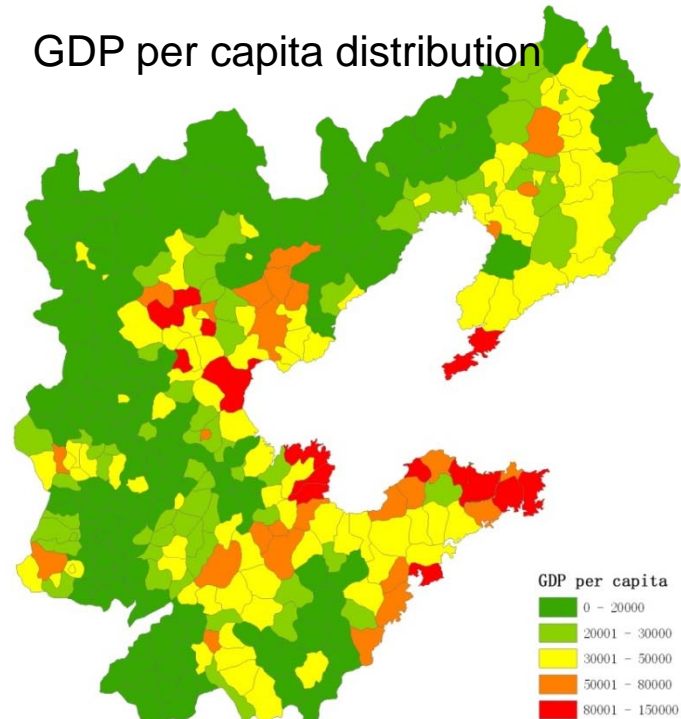 GDP per capita distribution
GDP per capita
0 - 20000
20001 - 30000
30001 - 50000
50001 - 80000
80001 - 150000